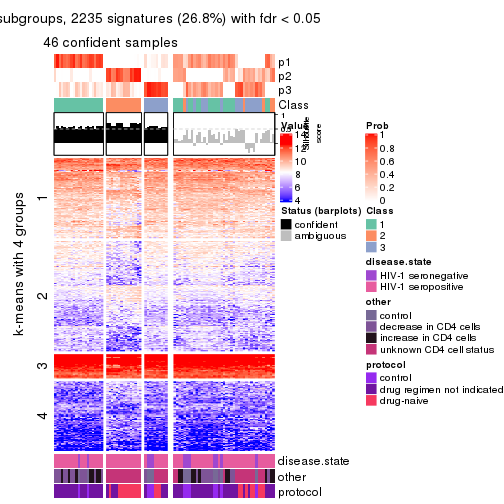 subgroups, 2235 signatures (26.8%) with fdr < 0.05
46 confident samples
p1
p2
p3
Class
1
score
Value
14
12
6
4
Prob
1
0.8
0.6
0.4
0.2
0
Status (barplots)
confident
ambiguous
Class
1
2
3
disease.state
HIV-1 seronegative
HIV-1 seropositive
other
control
decrease in CD4 cells
increase in CD4 cells
unknown CD4 cell status
protocol
control
drug regimen not indicated
drug-naive
k-means with 4 groups
1
2
3
4
disease.state
other
protocol